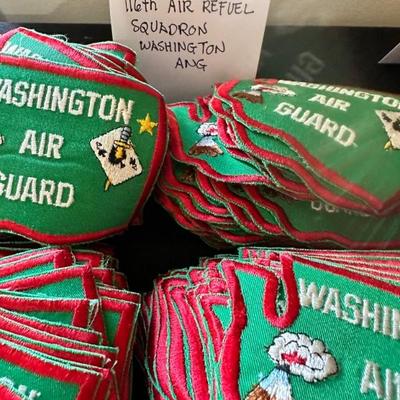 116th AIR REFUEL
SQUADRON
WASHINGTON
ANG
WASHINGTON
AIR
GUARD
AIR
GUARD
WASHIN
AI